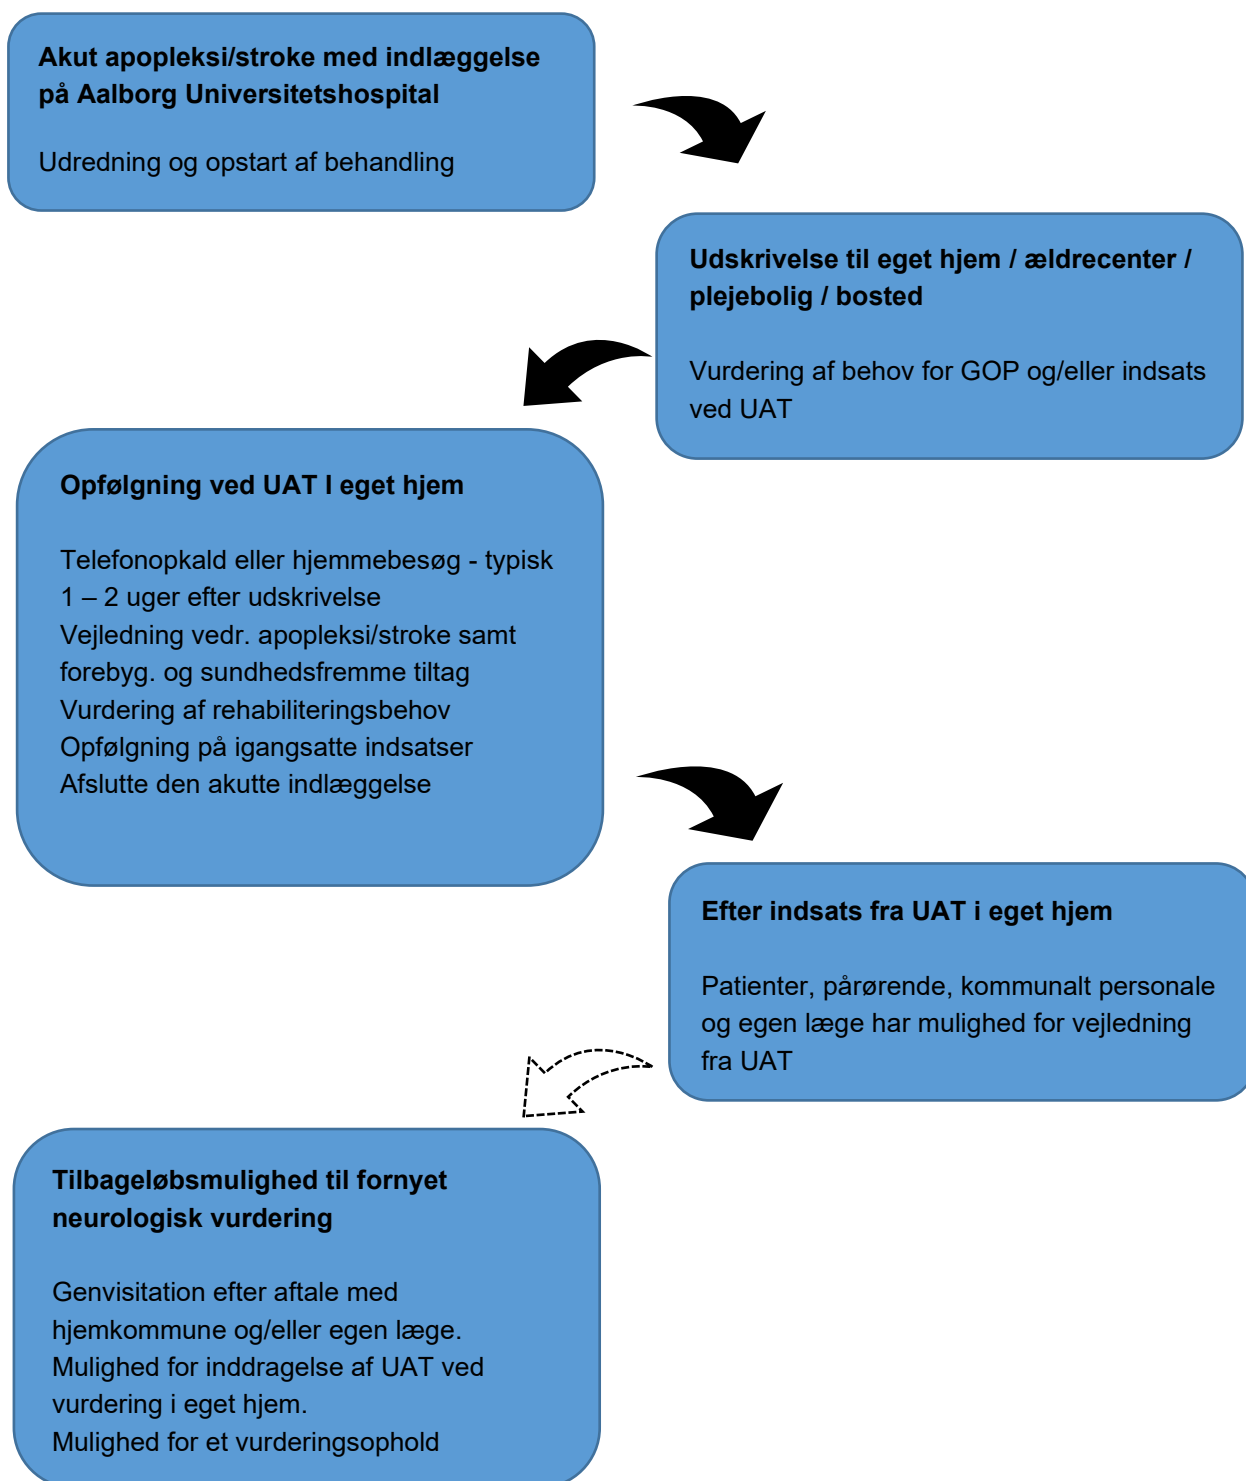 Akut apopleksi/stroke med indlæggelse
på Aalborg Universitetshospital
Udredning og opstart af behandling
Udskrivelse til eget hjem / ældrecenter /
plejebolig / bosted
Vurdering af behov for GOP og/eller indsats
ved UAT
Opfølgning ved UAT I eget hjem
Telefonopkald eller hjemmebesøg - typisk
1 – 2 uger efter udskrivelse
Vejledning vedr. apopleksi/stroke samt
forebyg. og sundhedsfremme tiltag
Vurdering af rehabiliteringsbehov
Opfølgning på igangsatte indsatser
Afslutte den akutte indlæggelse
Efter indsats fra UAT i eget hjem
Patienter, pårørende, kommunalt personale
og egen læge har mulighed for vejledning
fra UAT
Tilbageløbsmulighed til fornyet
neurologisk vurdering
Genvisitation efter aftale med
hjemkommune og/eller egen læge.
Mulighed for inddragelse af UAT ved
vurdering i eget hjem.
Mulighed for et vurderingsophold